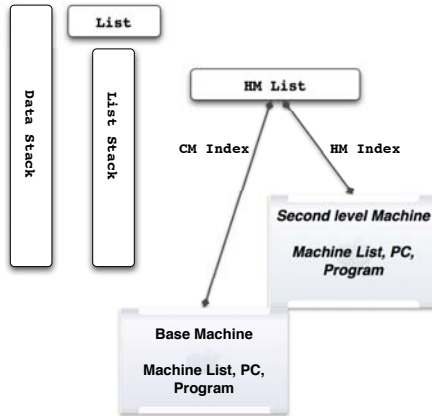 List
Data Stack
List Stack
HM List
CM Index
HM Index
Second level Machine
Machine List, PC,
Program
Base Machine
Machine List, PC,
Program